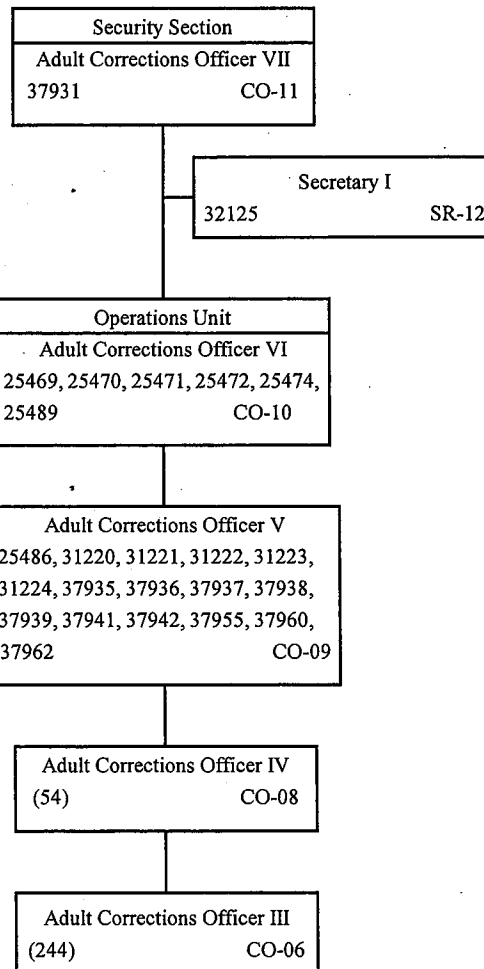 Security Section
Adult Corrections Officer VII
37931 CO-11
Secretary I
32125 SR-12
Operations Unit
Adult Corrections Officer VI
25469, 25470, 25471, 25472, 25474,
25489 CO-10
Adult Corrections Officer V
25486, 31220, 31221, 31222, 31223,
31224, 37935, 37936, 37937, 37938,
37939, 37941, 37942, 37955, 37960,
37962 CO-09
Adult Corrections Officer IV
(54) CO-08
Adult Corrections Officer III
(244) CO-06